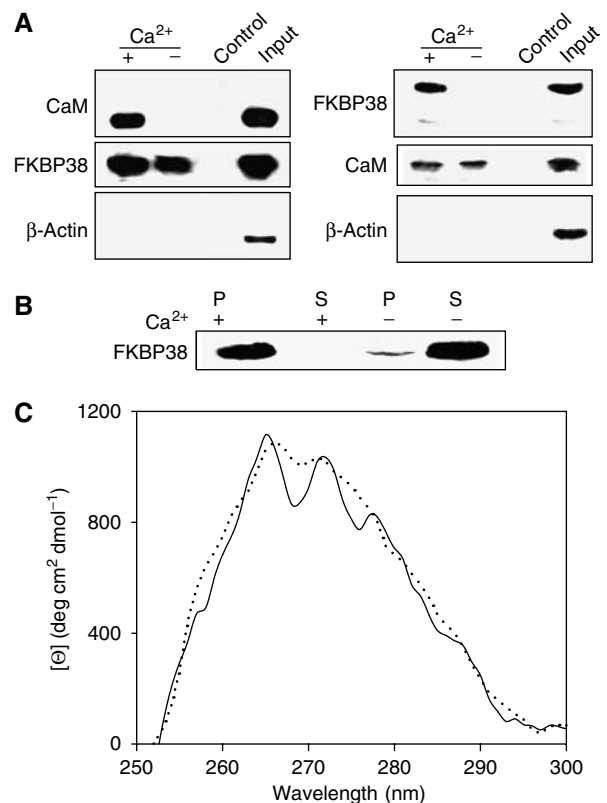 A
Ca²⁺ Control Input
+ −
CaM
FKBP38
β-Actin
Ca²⁺ Control Input
+ −
FKBP38
CaM
β-Actin
B
P S P S
Ca²⁺ + + − −
FKBP38
C
[Θ] (deg cm² dmol⁻¹)
1200
800
400
0
250 260 270 280 290 300
Wavelength (nm)